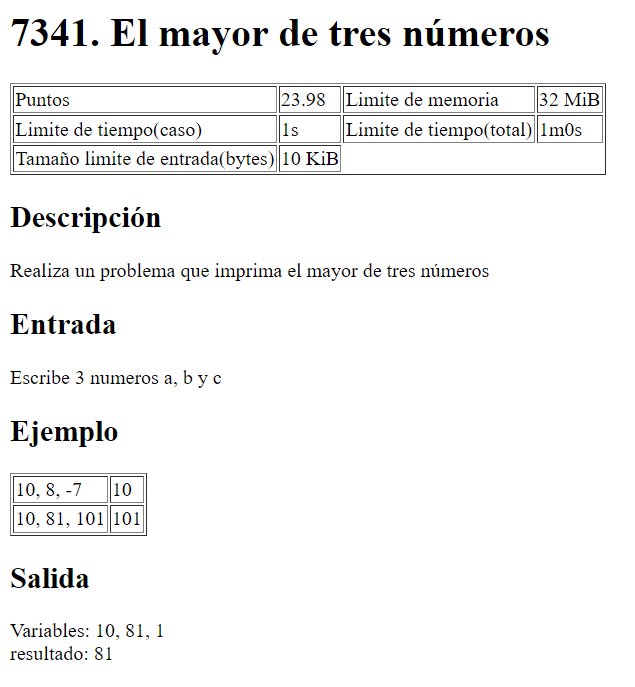 7341. El mayor de tres números
Puntos 23.98 Limite de memoria 32 MiB
Limite de tiempo(caso) 1s Limite de tiempo(total) 1m0s
Tamaño limite de entrada(bytes) 10 KiB
Descripción
Realiza un problema que imprima el mayor de tres números
Entrada
Escribe 3 numeros a, b y c
Ejemplo
10, 8, -7 10
10, 81, 101 101
Salida
Variables: 10, 81, 1
resultado: 81